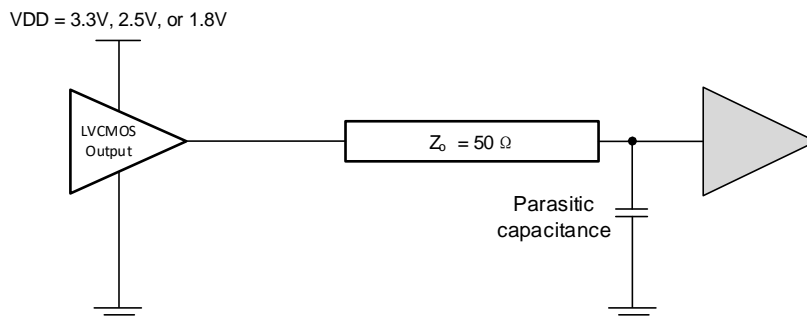 VDD = 3.3V, 2.5V, or 1.8V
LVCMOS
Output
Zo = 50 Ω
Parasitic
capacitance